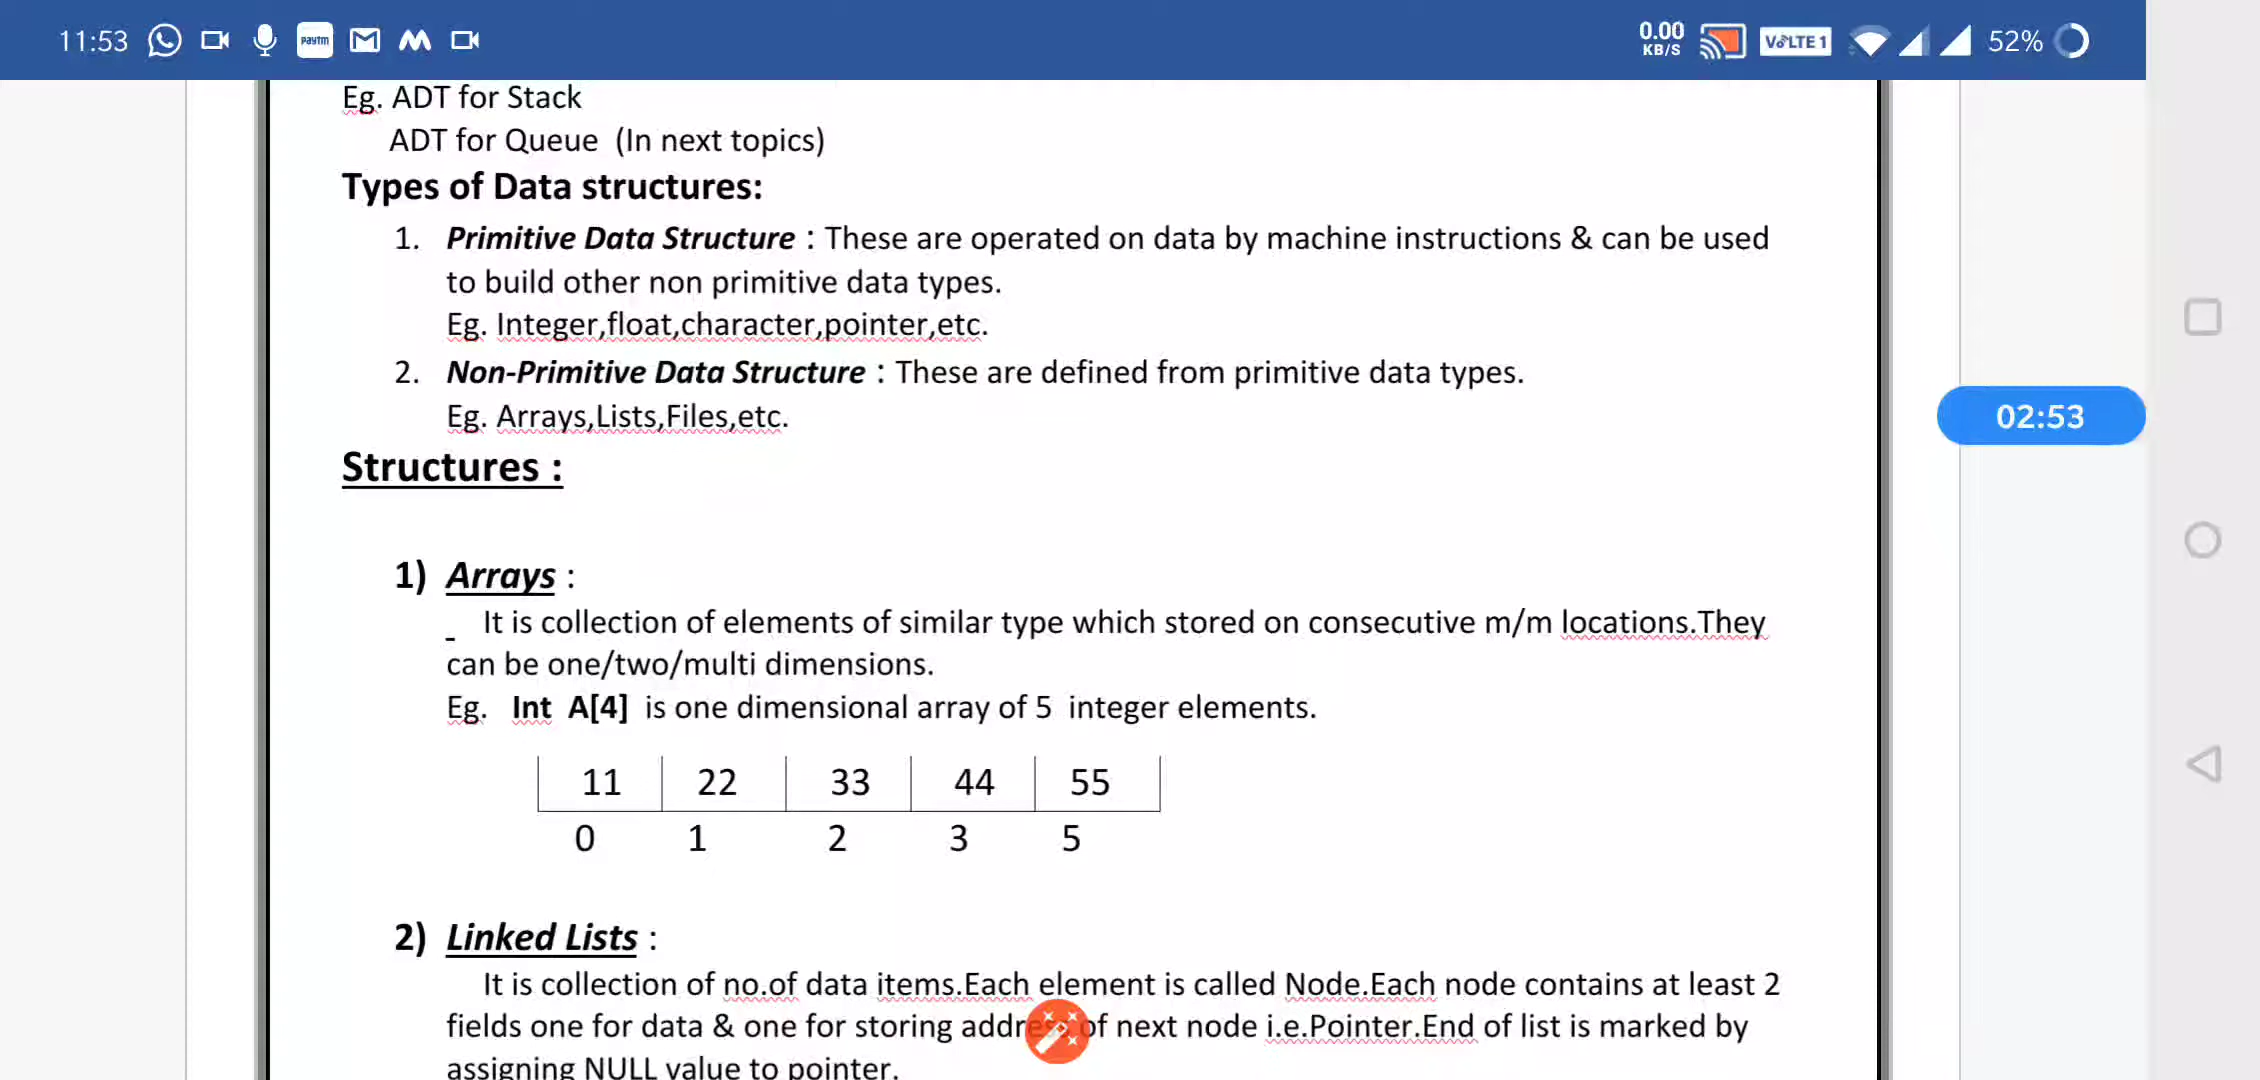 11:53 Paytm 0.00 KB/S VoLTE 1 52%
Eg. ADT for Stack
ADT for Queue (In next topics)
Types of Data structures:
1. Primitive Data Structure : These are operated on data by machine instructions & can be used
to build other non primitive data types.
Eg. Integer,float,character,pointer,etc.
2. Non-Primitive Data Structure : These are defined from primitive data types.
Eg. Arrays,Lists,Files,etc.
02:53
Structures :
1) Arrays :
It is collection of elements of similar type which stored on consecutive m/m locations.They
can be one/two/multi dimensions.
Eg. Int A[4] is one dimensional array of 5 integer elements.
11 22 33 44 55
0 1 2 3 5
2) Linked Lists :
It is collection of no.of data items.Each element is called Node.Each node contains at least 2
fields one for data & one for storing address of next node i.e.Pointer.End of list is marked by
assigning NULL value to pointer.